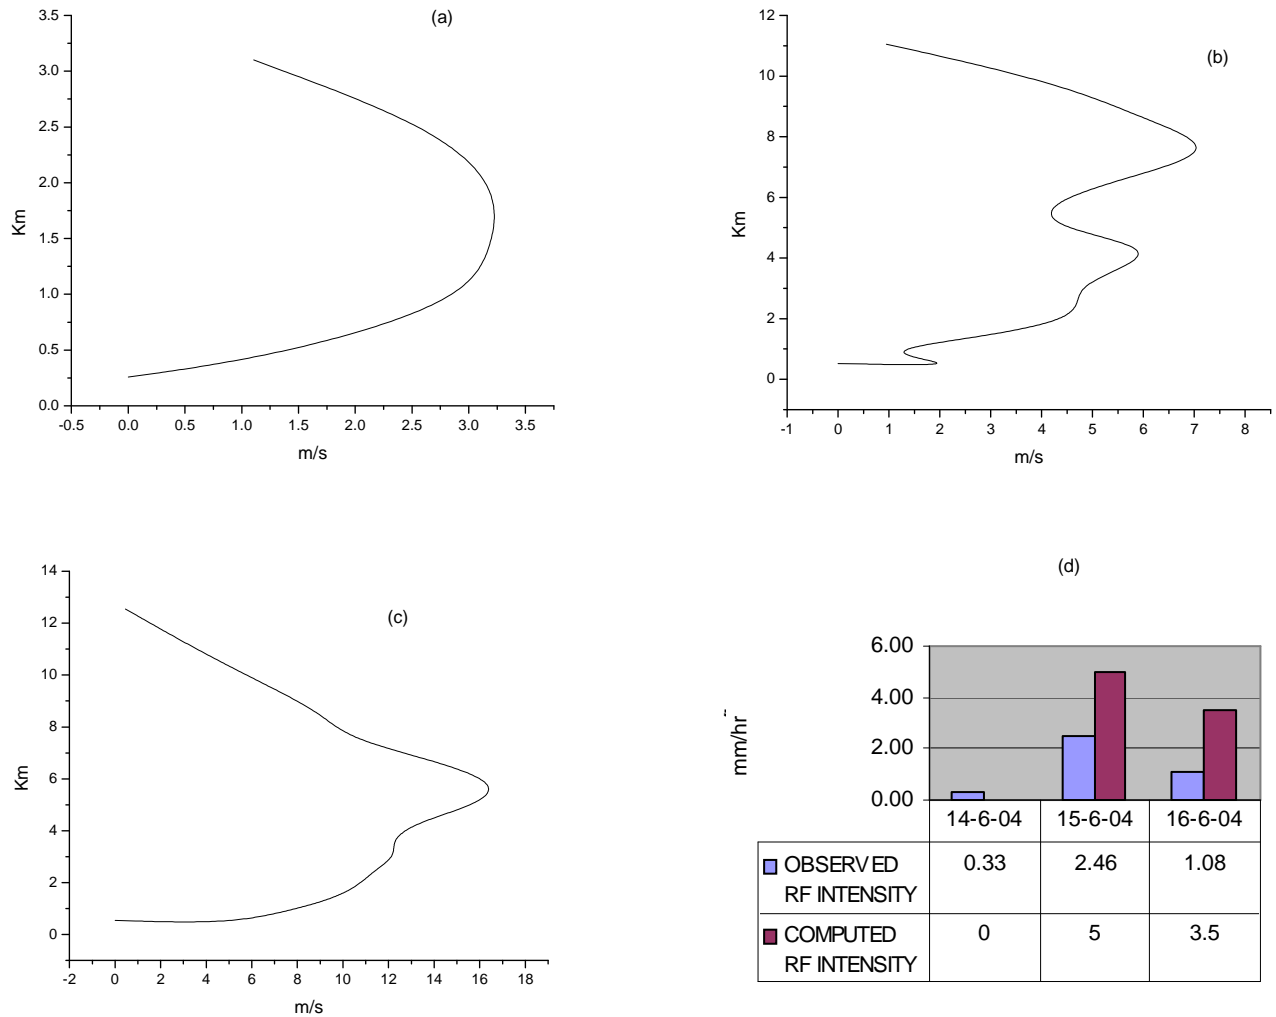 (a)
3.5
3.0
2.5
2.0
1.5
1.0
0.5
0.0
Km
-0.5 0.0 0.5 1.0 1.5 2.0 2.5 3.0 3.5
m/s
(b)
12
10
8
6
4
2
0
Km
-1 0 1 2 3 4 5 6 7 8
m/s
(c)
14
12
10
8
6
4
2
0
Km
-2 0 2 4 6 8 10 12 14 16 18
m/s
(d)
6.00
4.00
2.00
0.00
mm/hr
14-6-04 15-6-04 16-6-04
OBSERVED 0.33 2.46 1.08
RF INTENSITY
COMPUTED 0 5 3.5
RF INTENSITY